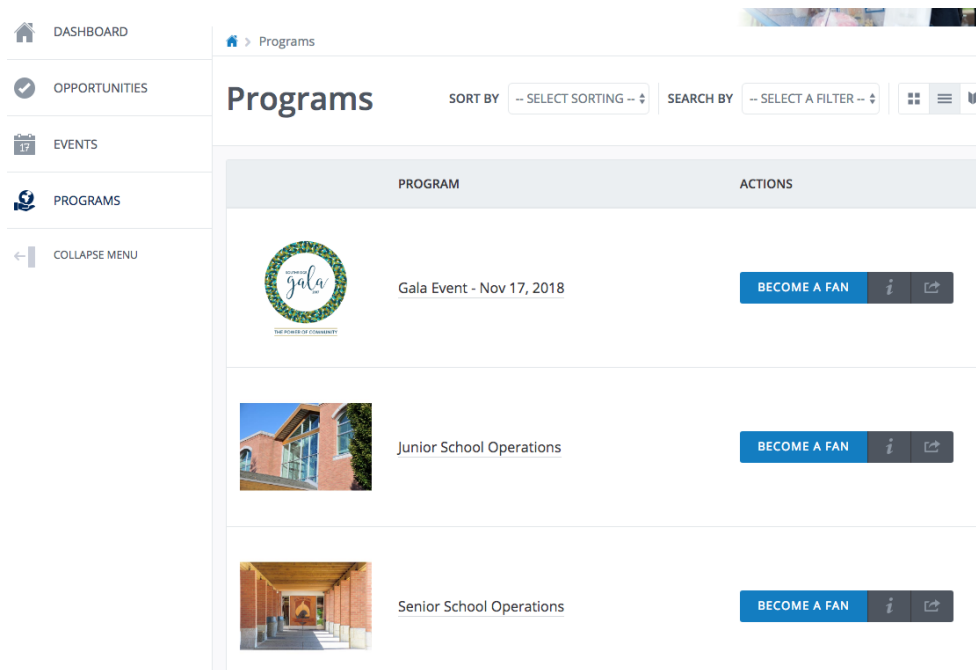 DASHBOARD
OPPORTUNITIES
17
EVENTS
PROGRAMS
COLLAPSE MENU
> Programs
Programs
SORT BY -- SELECT SORTING -- SEARCH BY -- SELECT A FILTER --
PROGRAM ACTIONS
SOUTHRIDGE
gala
THE POWER OF COMMUNITY
Gala Event - Nov 17, 2018
BECOME A FAN i
Junior School Operations
BECOME A FAN i
Senior School Operations
BECOME A FAN i